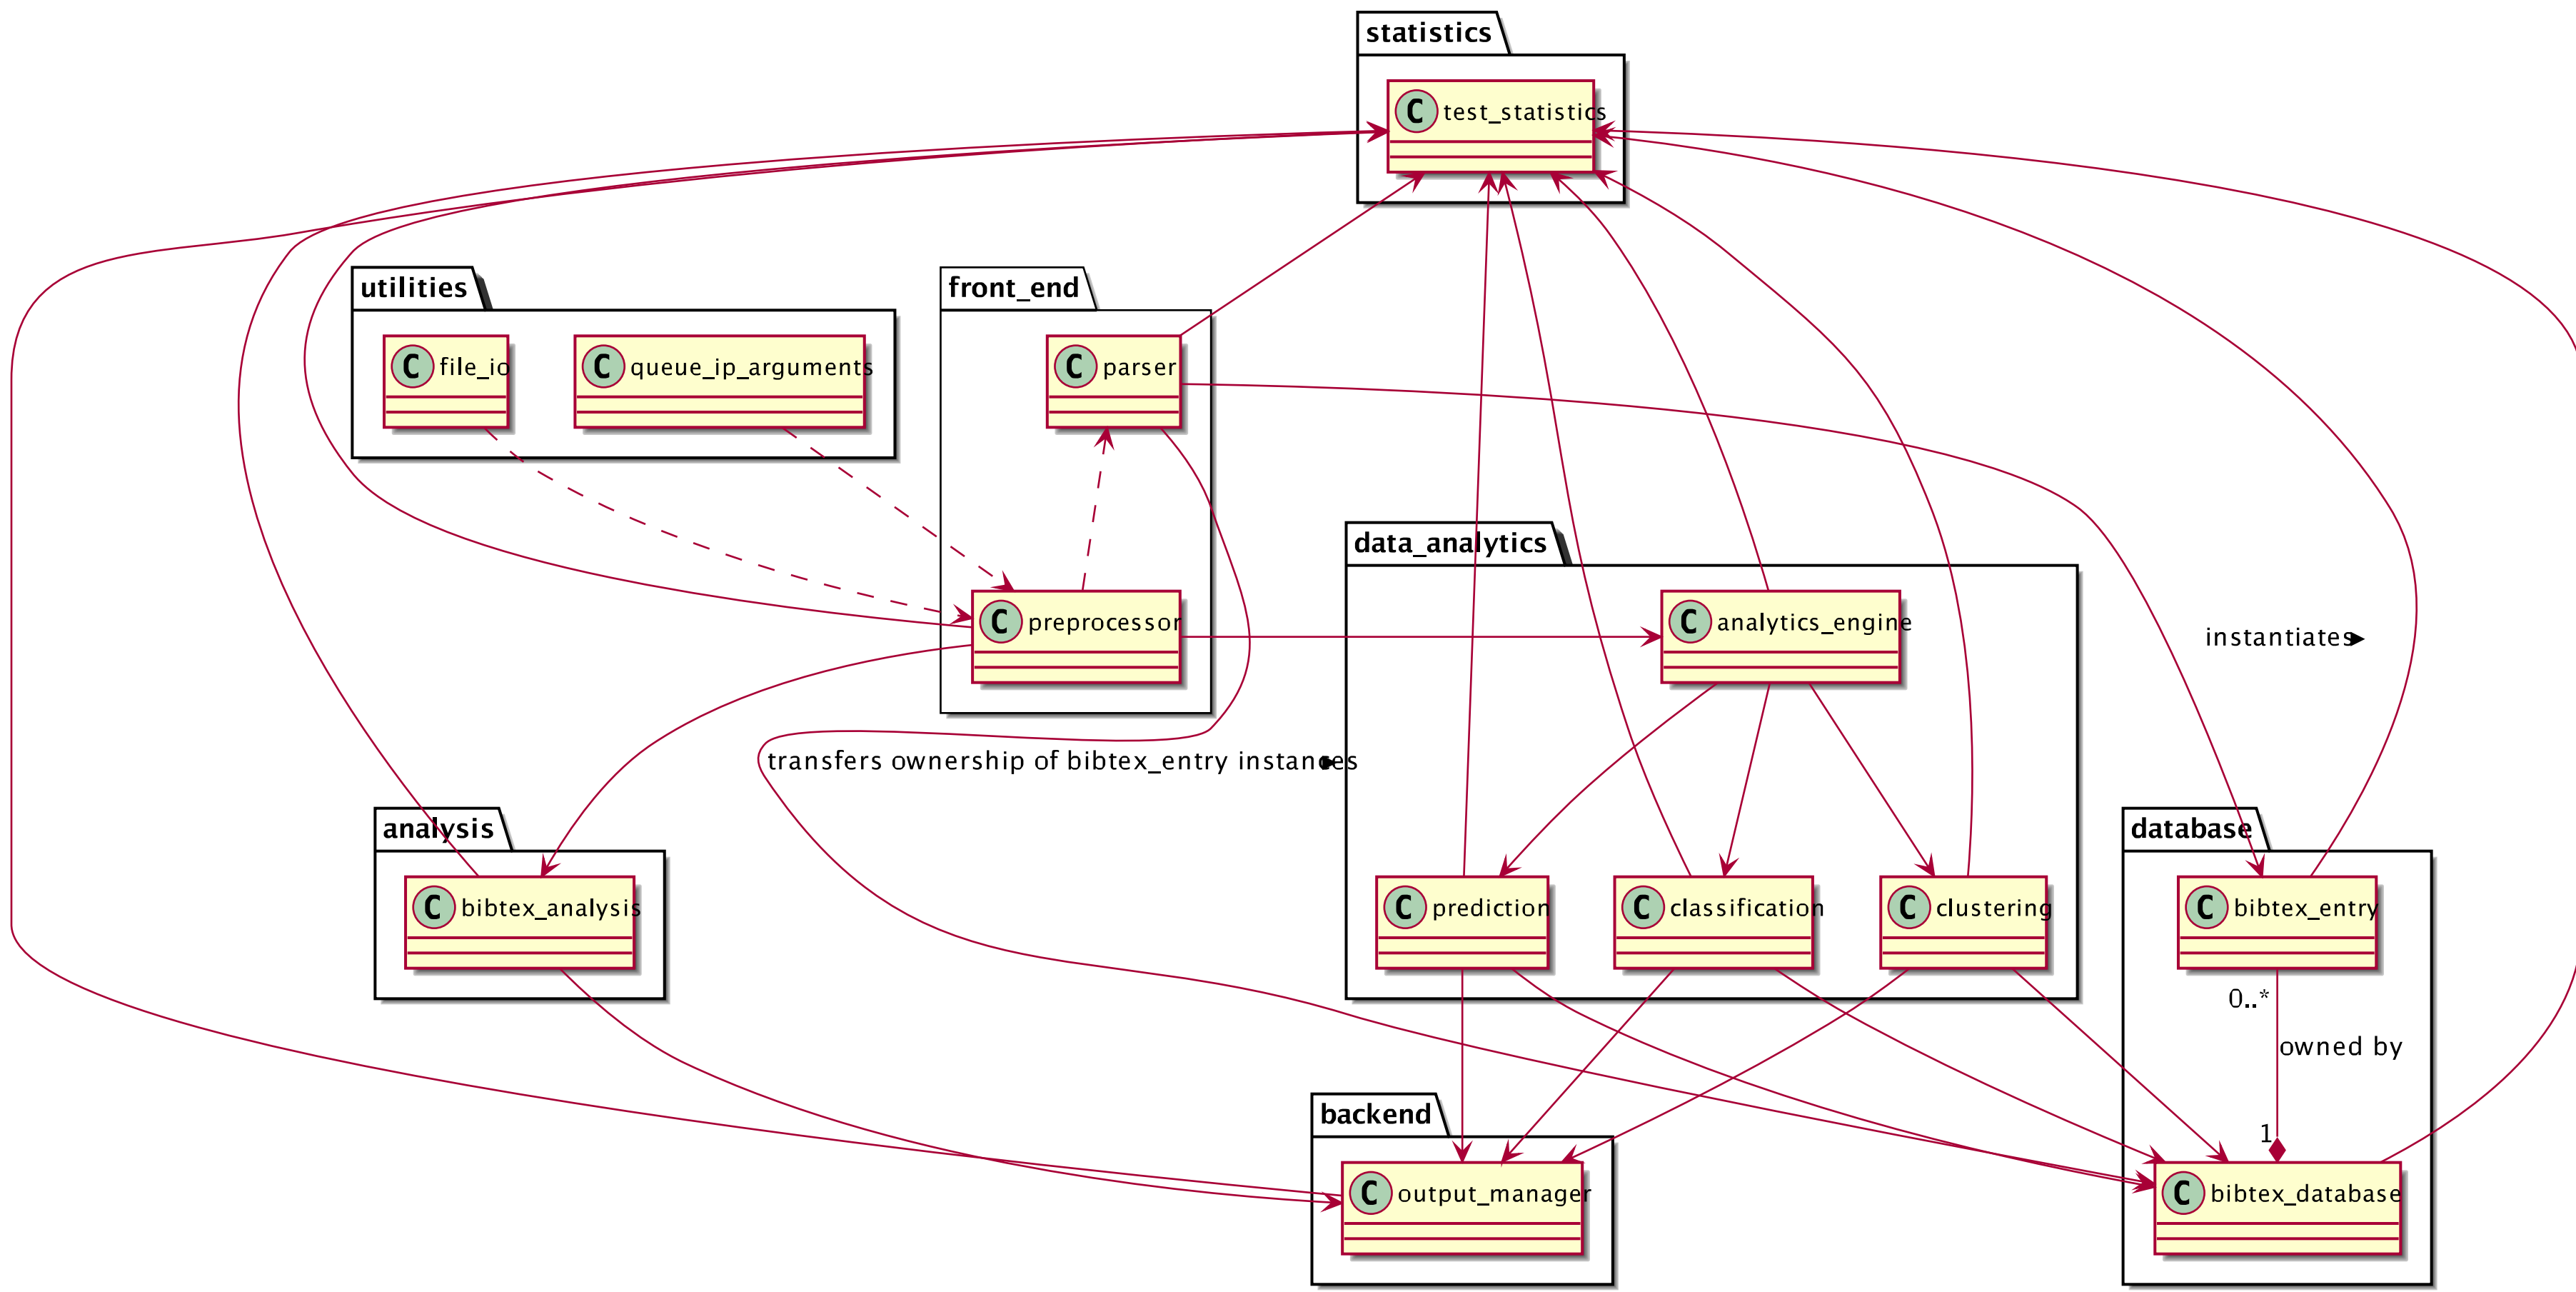 statistics
C test_statistics
utilities
C file_io
C queue_ip_arguments
front_end
C parser
data_analytics
C preprocessor
C analytics_engine
instantiates
transfers ownership of bibtex_entry instances
analysis
C bibtex_analysis
C prediction
C classification
C clustering
database
C bibtex_entry
0..*
owned by
1
backend
C output_manager
C bibtex_database